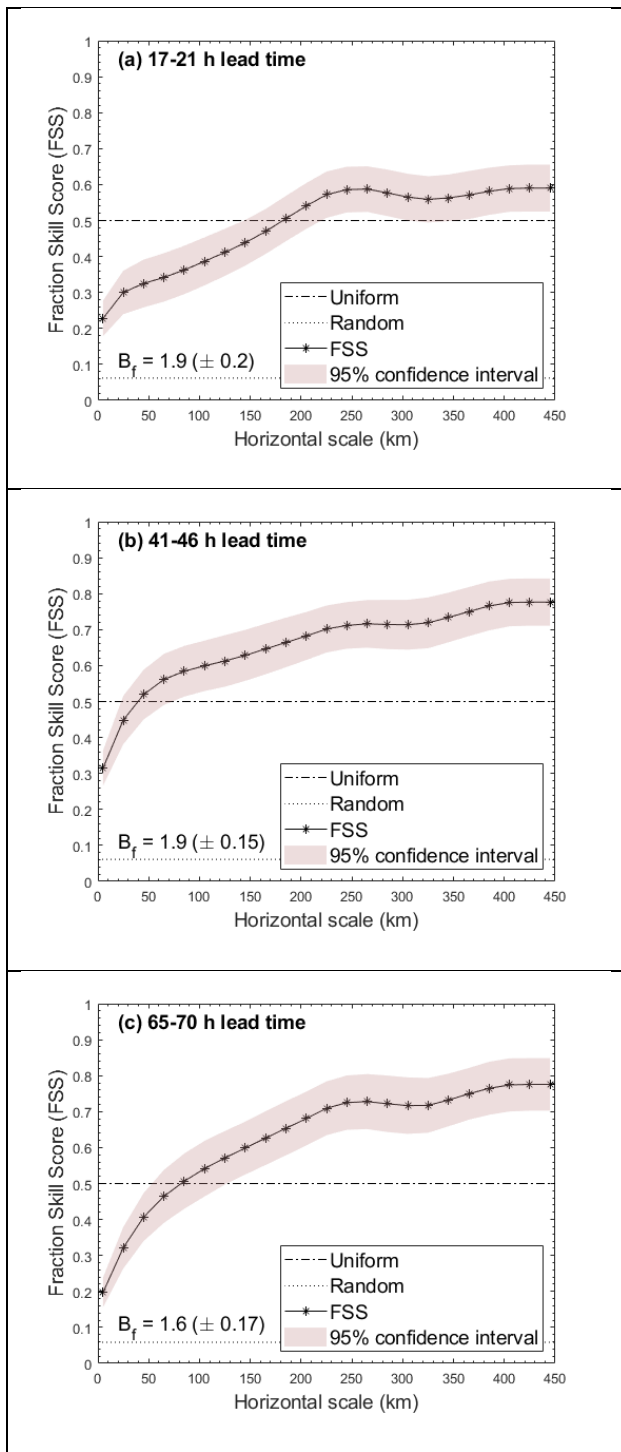 (a) 17-21 h lead time
Fraction Skill Score (FSS)
1
0.9
0.8
0.7
0.6
0.5
0.4
0.3
0.2
0.1
0
Uniform
Random
FSS
95% confidence interval
B_f = 1.9 (± 0.2)
0 50 100 150 200 250 300 350 400 450
Horizontal scale (km)
(b) 41-46 h lead time
Fraction Skill Score (FSS)
1
0.9
0.8
0.7
0.6
0.5
0.4
0.3
0.2
0.1
0
Uniform
Random
FSS
95% confidence interval
B_f = 1.9 (± 0.15)
0 50 100 150 200 250 300 350 400 450
Horizontal scale (km)
(c) 65-70 h lead time
Fraction Skill Score (FSS)
1
0.9
0.8
0.7
0.6
0.5
0.4
0.3
0.2
0.1
0
Uniform
Random
FSS
95% confidence interval
B_f = 1.6 (± 0.17)
0 50 100 150 200 250 300 350 400 450
Horizontal scale (km)